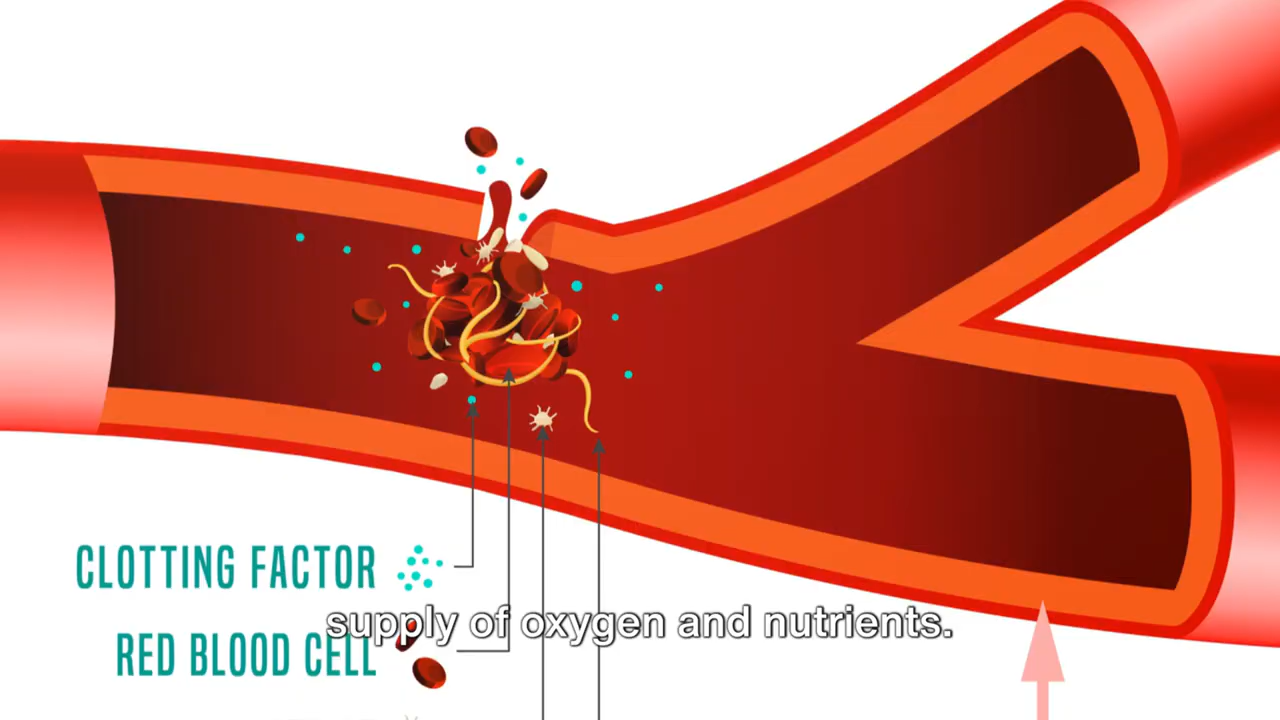 CLOTTING FACTOR
supply of oxygen and nutrients.
RED BLOOD CELL